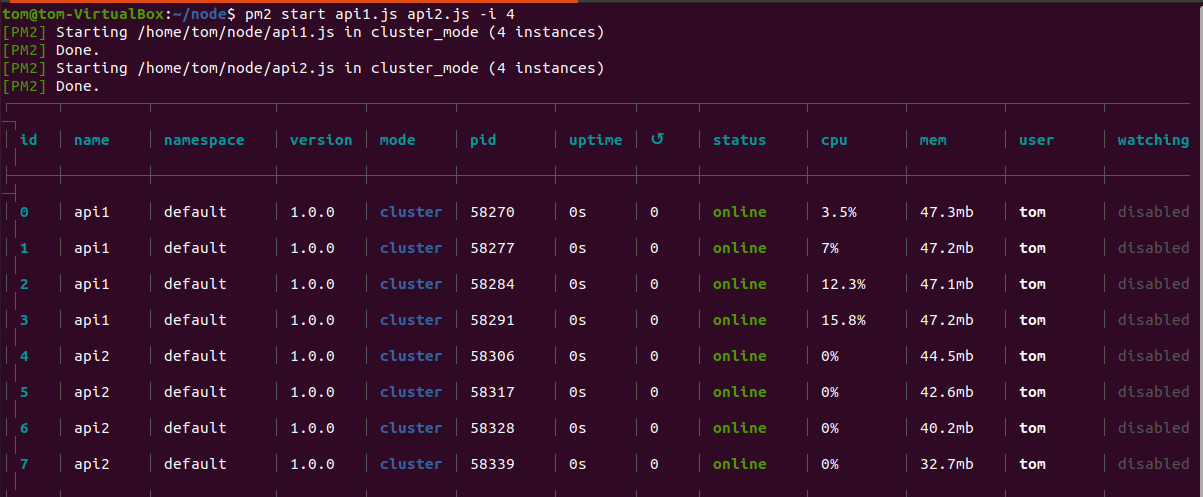 tom@tom-VirtualBox:~/node$ pm2 start api1.js api2.js -i 4
[PM2] Starting /home/tom/node/api1.js in cluster_mode (4 instances)
[PM2] Done.
[PM2] Starting /home/tom/node/api2.js in cluster_mode (4 instances)
[PM2] Done.
id name namespace version mode pid uptime ↺ status cpu mem user watching
0 api1 default 1.0.0 cluster 58270 0s 0 online 3.5% 47.3mb tom disabled
1 api1 default 1.0.0 cluster 58277 0s 0 online 7% 47.2mb tom disabled
2 api1 default 1.0.0 cluster 58284 0s 0 online 12.3% 47.1mb tom disabled
3 api1 default 1.0.0 cluster 58291 0s 0 online 15.8% 47.2mb tom disabled
4 api2 default 1.0.0 cluster 58306 0s 0 online 0% 44.5mb tom disabled
5 api2 default 1.0.0 cluster 58317 0s 0 online 0% 42.6mb tom disabled
6 api2 default 1.0.0 cluster 58328 0s 0 online 0% 40.2mb tom disabled
7 api2 default 1.0.0 cluster 58339 0s 0 online 0% 32.7mb tom disabled